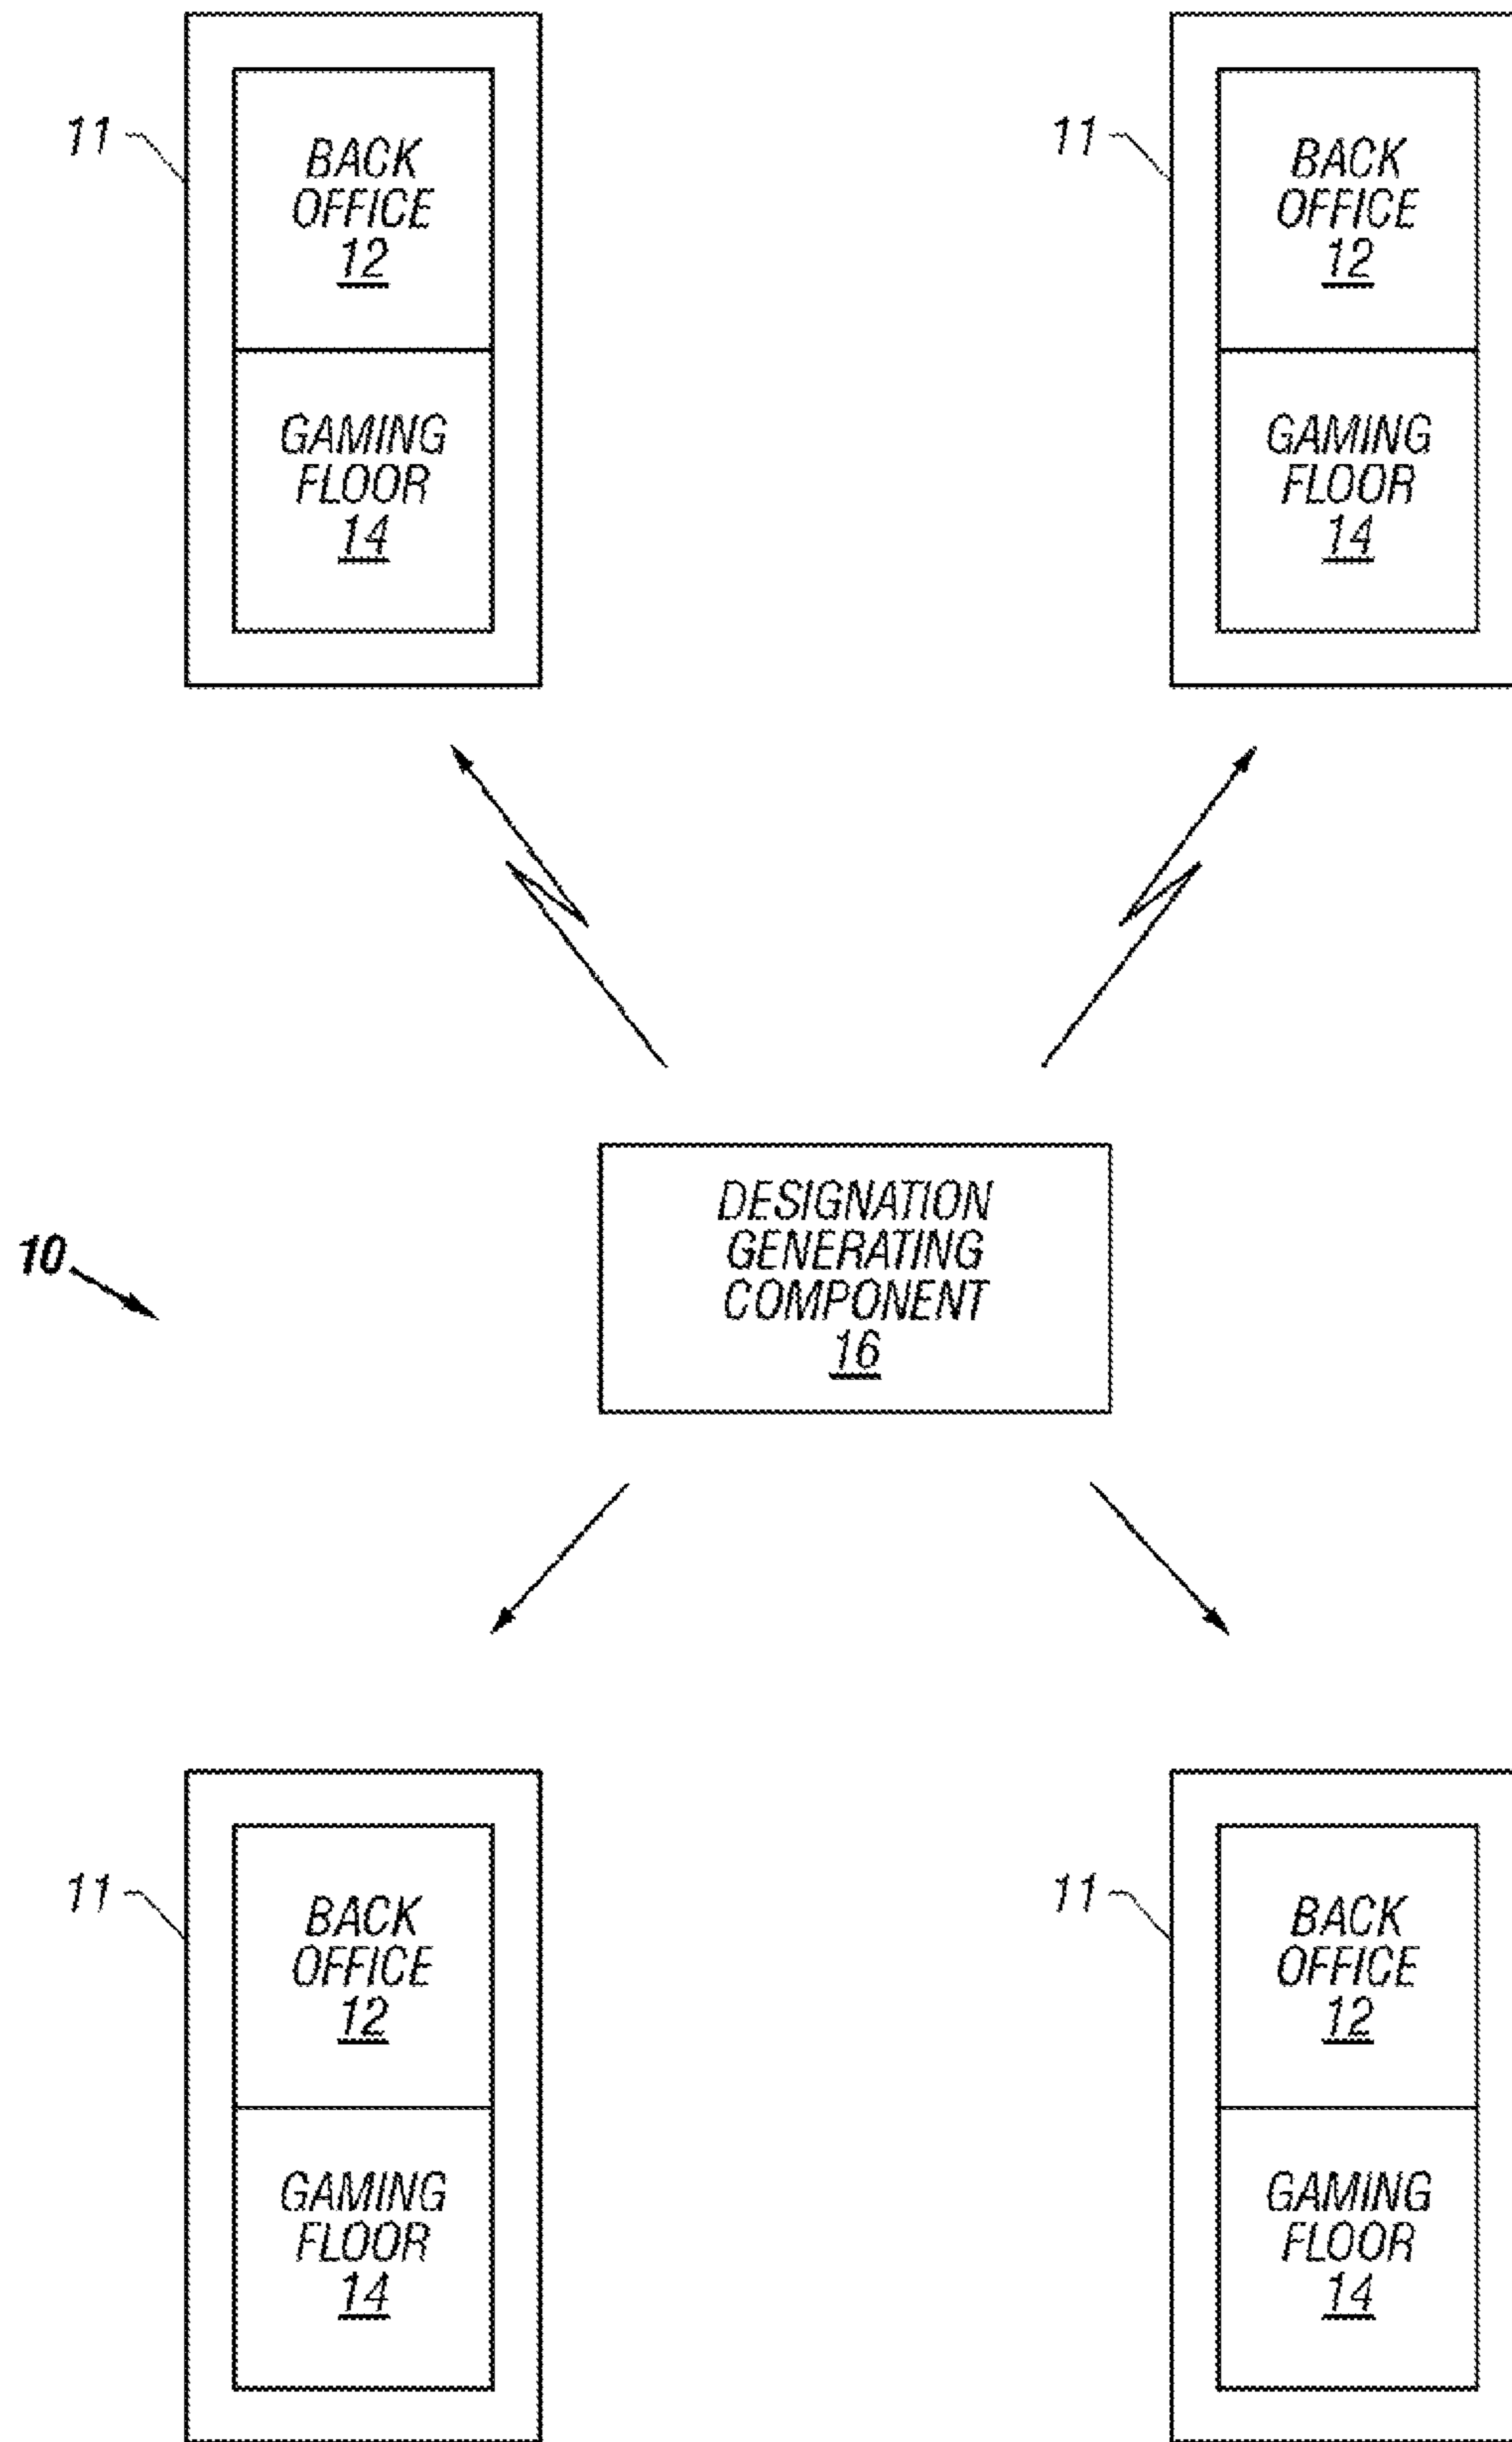 11
BACK
OFFICE
12
GAMING
FLOOR
14
11
BACK
OFFICE
12
GAMING
FLOOR
14
10
DESIGNATION
GENERATING
COMPONENT
16
11
BACK
OFFICE
12
GAMING
FLOOR
14
11
BACK
OFFICE
12
GAMING
FLOOR
14